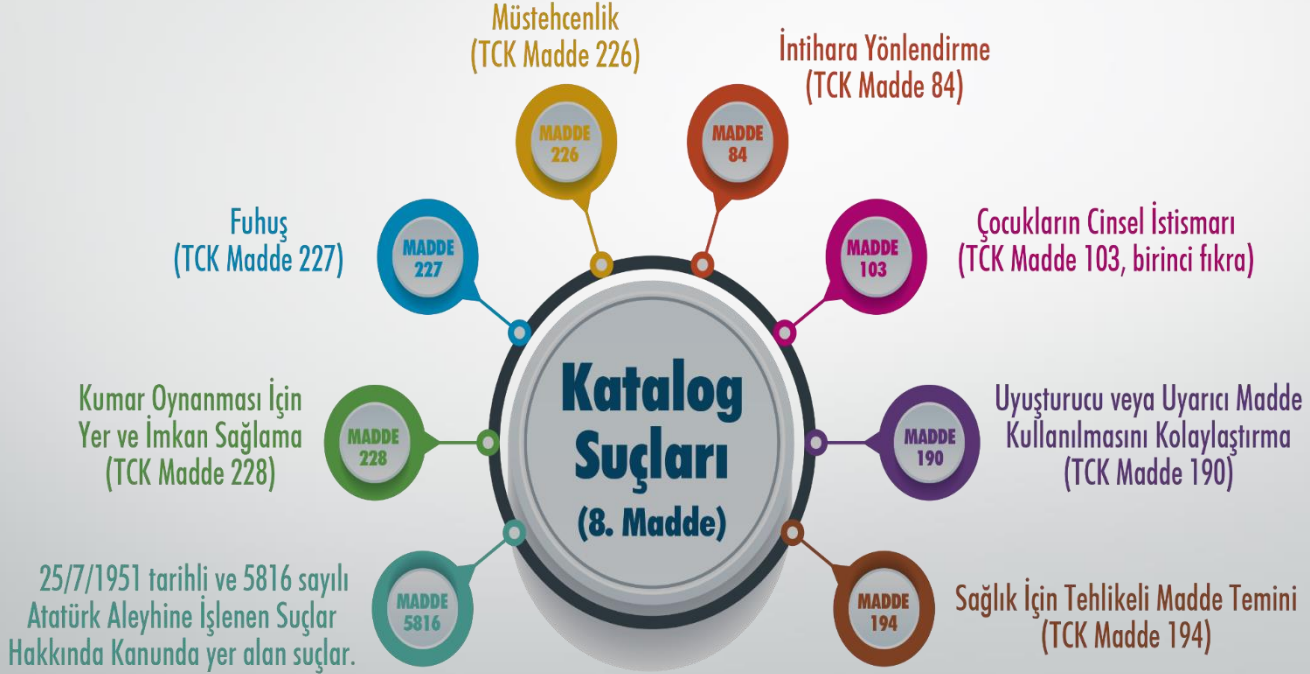 Müstehcenlik
(TCK Madde 226)
MADDE
226
İntihara Yönlendirme
(TCK Madde 84)
MADDE
84
Fuhuş
(TCK Madde 227)
MADDE
227
Çocukların Cinsel İstismarı
(TCK Madde 103, birinci fıkra)
MADDE
103
Katalog
Suçları
(8. Madde)
Kumar Oynanması İçin
Yer ve İmkan Sağlama
(TCK Madde 228)
MADDE
228
Uyuşturucu veya Uyarıcı Madde
Kullanılmasını Kolaylaştırma
(TCK Madde 190)
MADDE
190
25/7/1951 tarihli ve 5816 sayılı
Atatürk Aleyhine İşlenen Suçlar
Hakkında Kanunda yer alan suçlar.
MADDE
5816
Sağlık İçin Tehlikeli Madde Temini
(TCK Madde 194)
MADDE
194